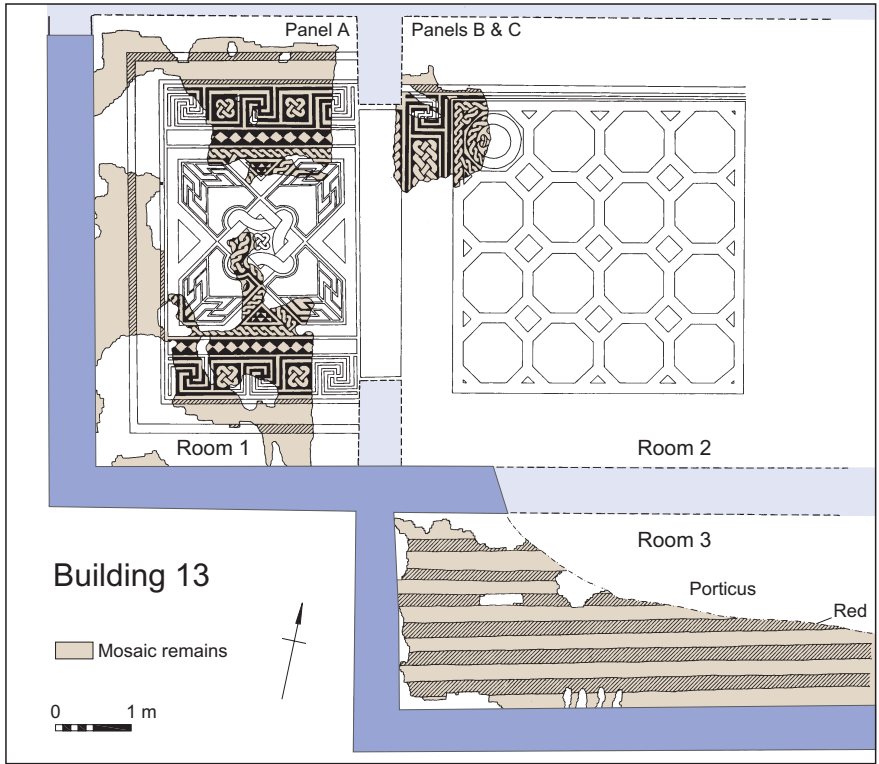 Panel A
Panels B & C
Room 1
Room 2
Room 3
Building 13
Porticus
Red
Mosaic remains
0 1 m